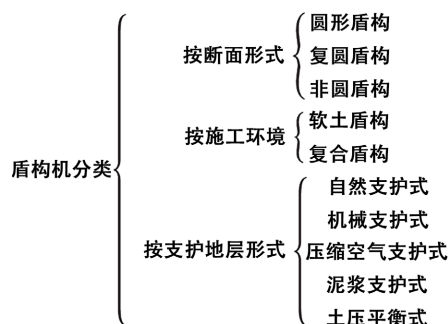 盾构机分类
按断面形式
圆形盾构
复圆盾构
非圆盾构
按施工环境
软土盾构
复合盾构
按支护地层形式
自然支护式
机械支护式
压缩空气支护式
泥浆支护式
土压平衡式